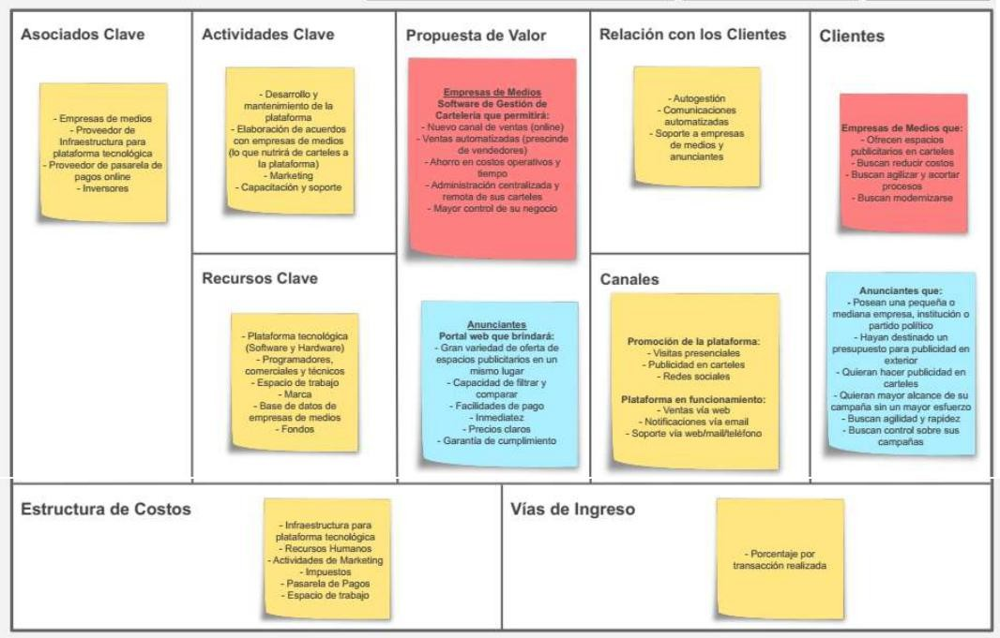 Asociados Clave
- Empresas de medios
- Proveedor de
Infraestructura para
plataforma tecnológica
- Proveedor de pasarela de
pagos online
- Inversores
Actividades Clave
- Desarrollo y
mantenimiento de la
plataforma
- Elaboración de acuerdos
con empresas de medios
(lo que nutrirá de carteles a
la plataforma)
- Marketing
- Capacitación y soporte
Recursos Clave
- Plataforma tecnológica
(Software y Hardware)
- Programadores,
comerciales y técnicos
- Espacio de trabajo
- Marca
- Base de datos de
empresas de medios
- Fondos
Propuesta de Valor
Empresas de Medios
Software de Gestión de
Cartelería que permitirá:
- Nuevo canal de ventas (online)
- Ventas automatizadas (prescinde
de vendedores)
- Ahorro en costos operativos y
tiempo
- Administración centralizada y
remota de sus carteles
- Mayor control de su negocio
Anunciantes
Portal web que brindará:
- Gran variedad de oferta de
espacios publicitarios en un
mismo lugar
- Capacidad de filtrar y
comparar
- Facilidades de pago
- Inmediatez
- Precios claros
- Garantía de cumplimiento
Relación con los Clientes
- Autogestión
- Comunicaciones
automatizadas
- Soporte a empresas
de medios y
anunciantes
Canales
Promoción de la plataforma:
- Visitas presenciales
- Publicidad en carteles
- Redes sociales
Plataforma en funcionamiento:
- Ventas vía web
- Notificaciones vía email
- Soporte vía web/mail/teléfono
Clientes
Empresas de Medios que:
- Ofrecen espacios
publicitarios en carteles
- Buscan reducir costos
- Buscan agilizar y acortar
procesos
- Buscan modernizarse
Anunciantes que:
- Posean una pequeña o
mediana empresa, institución o
partido político
- Hayan destinado un
presupuesto para publicidad en
exterior
- Quieran hacer publicidad en
carteles
- Quieran mayor alcance de su
campaña sin un mayor esfuerzo
- Buscan agilidad y rapidez
- Buscan control sobre sus
campañas
Estructura de Costos
- Infraestructura para
plataforma tecnológica
- Recursos Humanos
- Actividades de Marketing
- Impuestos
- Pasarela de Pagos
- Espacio de trabajo
Vías de Ingreso
- Porcentaje por
transacción realizada